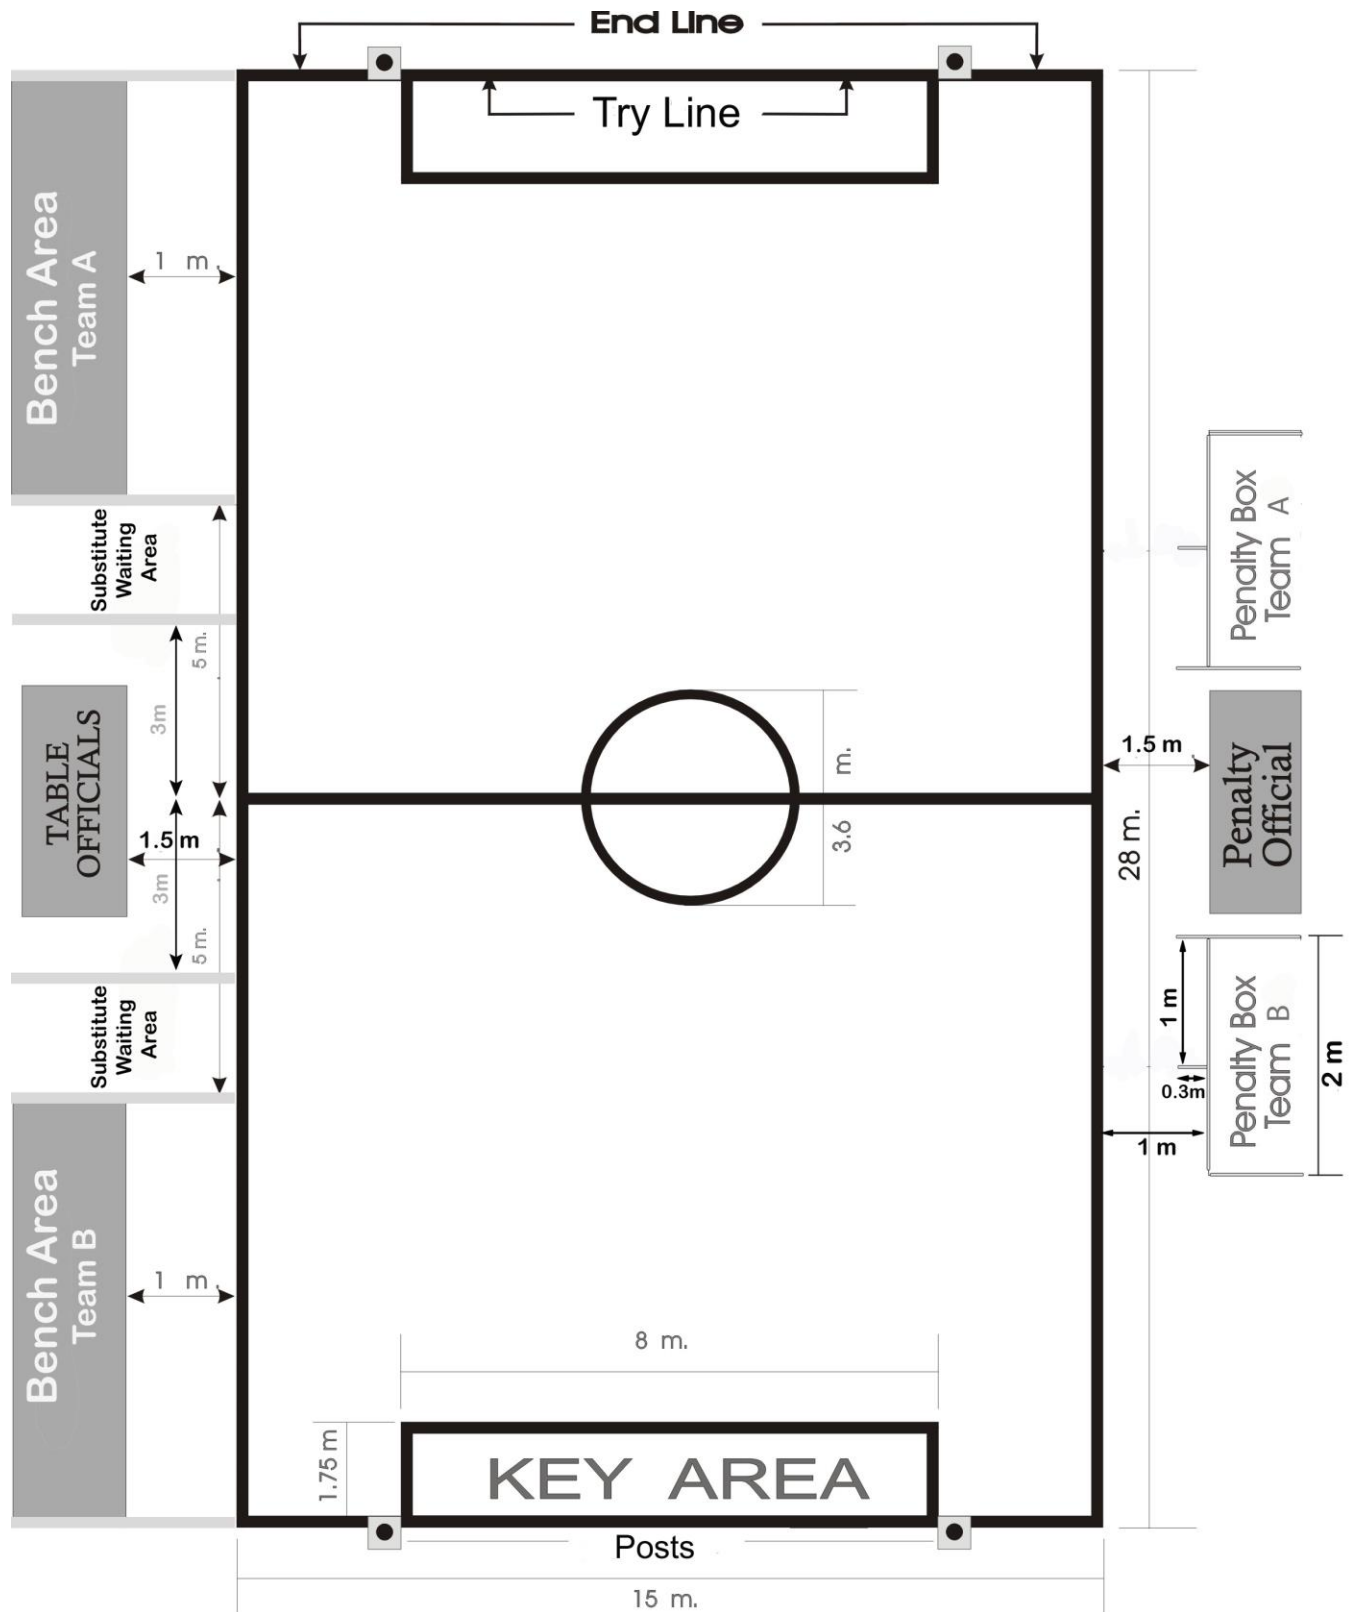 End Line
Try Line
Bench Area
Team A
1 m.
Substitute
Waiting
Area
5 m.
3m
TABLE
OFFICIALS
1.5 m
3m
5 m.
Substitute
Waiting
Area
Bench Area
Team B
1 m.
3.6 m.
Penalty Box
Team A
1.5 m
Penalty
Official
28 m.
1 m
0.3m
1 m
Penalty Box
Team B
2 m
8 m.
1.75 m
KEY AREA
Posts
15 m.